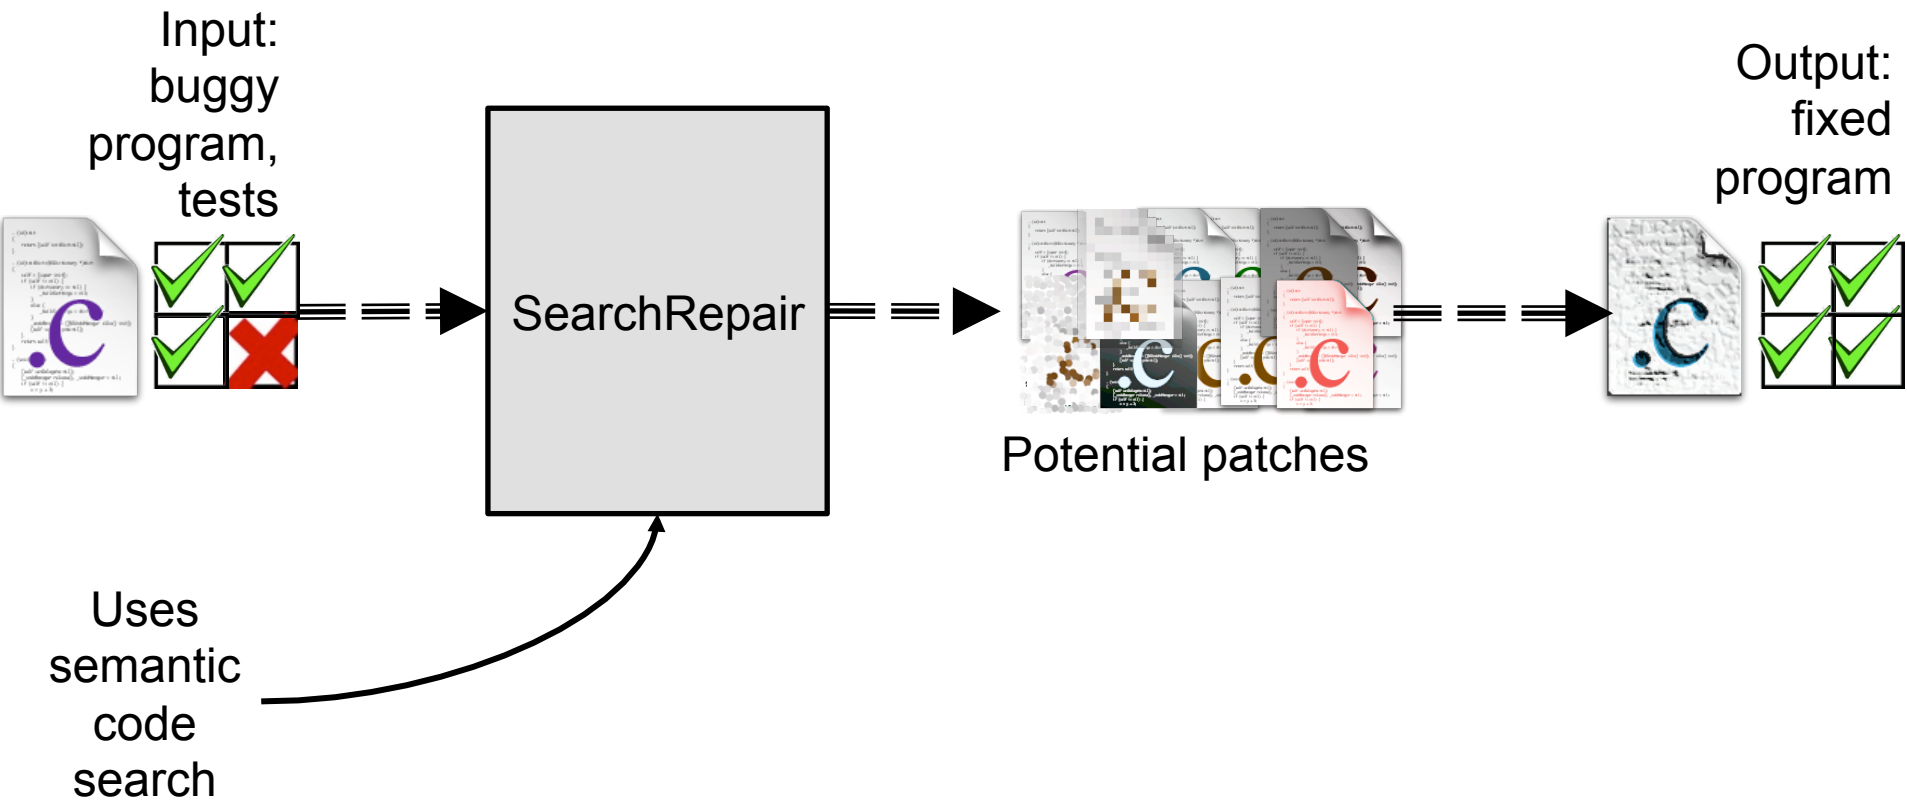 Input:
buggy
program,
tests
SearchRepair
Potential patches
Output:
fixed
program
Uses
semantic
code
search
.c
.c
.c
.c